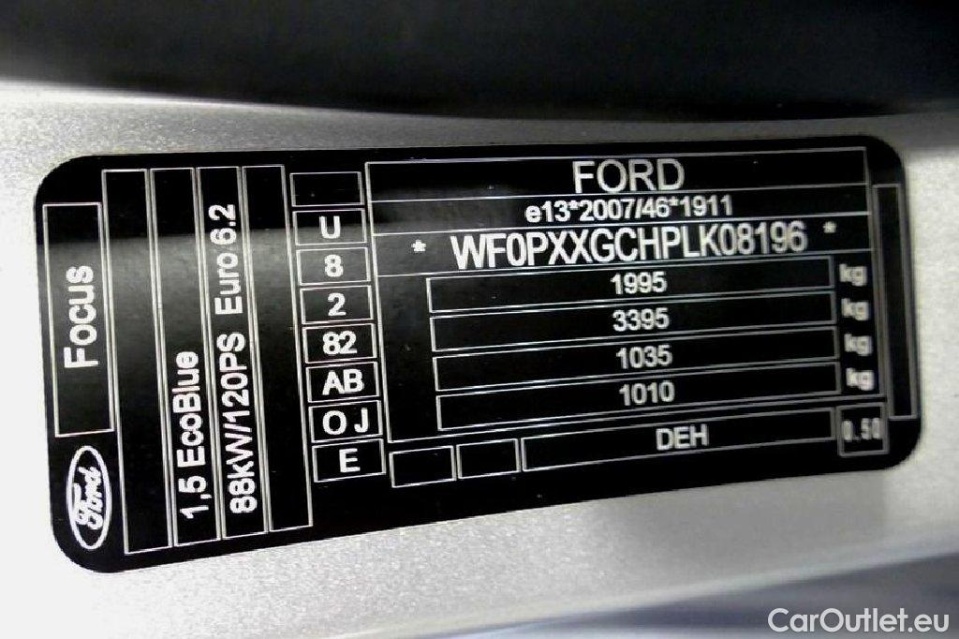 Focus
Ford
1,5 EcoBlue
88kW/120PS Euro 6.2
U
8
2
82
AB
O J
E
FORD
e13*2007/46*1911
* WF0PXXGCHPLK08196 *
1995 kg
3395 kg
1035 kg
1010 kg
DEH
0.50
CarOutlet.eu